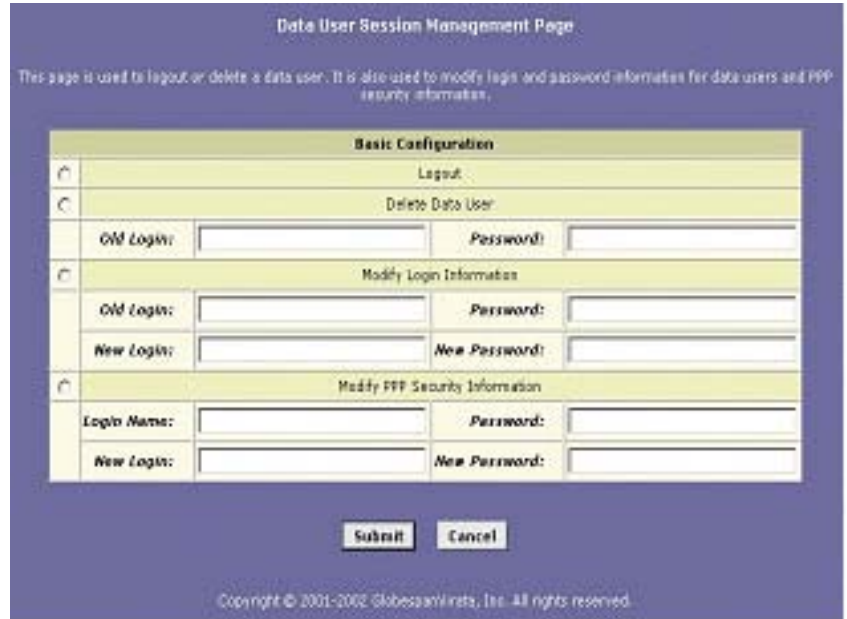 Data User Session Management Page
This page is used to logout or delete a data user. It is also used to modify login and password information for data users and PPP
security information.
Basic Configuration
Logout
Delete Data User
Old Login: Password:
Modify Login Information
Old Login: Password:
New Login: New Password:
Modify PPP Security Information
Login Name: Password:
New Login: New Password:
Submit Cancel
Copyright © 2001-2002 GlobespanVirata, Inc. All rights reserved.